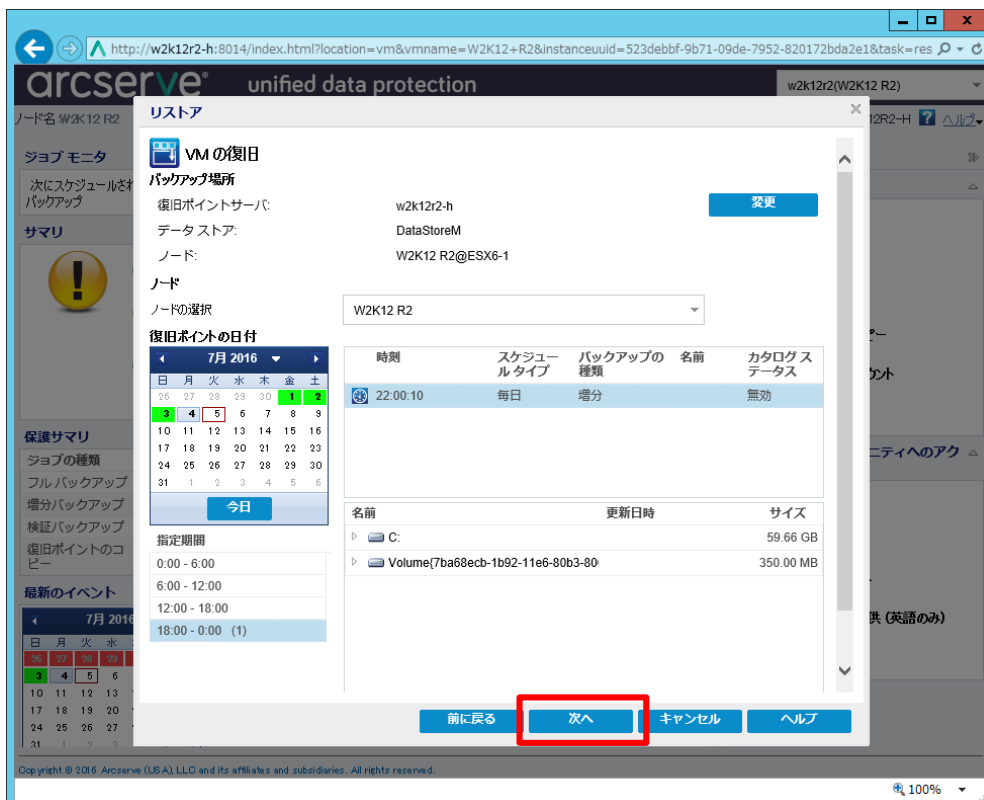 http://w2k12r2-h:8014/index.html?location=vm&vmname=W2K12+R2&instanceuuid=523debbf-9b71-09de-7952-820172bda2e1&task=res
arcserve® unified data protection
w2k12r2(W2K12 R2)
ノード名:W2K12 R2
12R2-H ? ヘルプ
ジョブ モニタ
次にスケジュールされ
バックアップ
サマリ
保護サマリ
ジョブの種類
フル バックアップ
増分バックアップ
検証バックアップ
復旧ポイントのコ
ピー
最新のイベント
7月 2016
日 月 火 水
26 27 28 29
3 4 5 6
10 11 12 13
17 18 19 20
24 25 26 27
31 1 2 3
リストア
VM の復旧
バックアップ場所
復旧ポイントサーバ: w2k12r2-h
変更
データ ストア: DataStoreM
ノード: W2K12 R2@ESX6-1
ノード
ノードの選択 W2K12 R2
復旧ポイントの日付
7月 2016
日 月 火 水 木 金 土
26 27 28 29 30 1 2
3 4 5 6 7 8 9
10 11 12 13 14 15 16
17 18 19 20 21 22 23
24 25 26 27 28 29 30
31 1 2 3 4 5 6
今日
指定期間
0:00 - 6:00
6:00 - 12:00
12:00 - 18:00
18:00 - 0:00 (1)
時刻 スケジュー バックアップの 名前 カタログ ス
ル タイプ 種類 テータス
22:00:10 毎日 増分 無効
名前 更新日時 サイズ
C: 59.66 GB
Volume{7ba68ecb-1b92-11e6-80b3-80 350.00 MB
前に戻る 次へ キャンセル ヘルプ
ピー
ウント
ニティへのアク
供 (英語のみ)
Copyright © 2016 Arcserve (USA), LLC and its affiliates and subsidiaries. All rights reserved.
100%